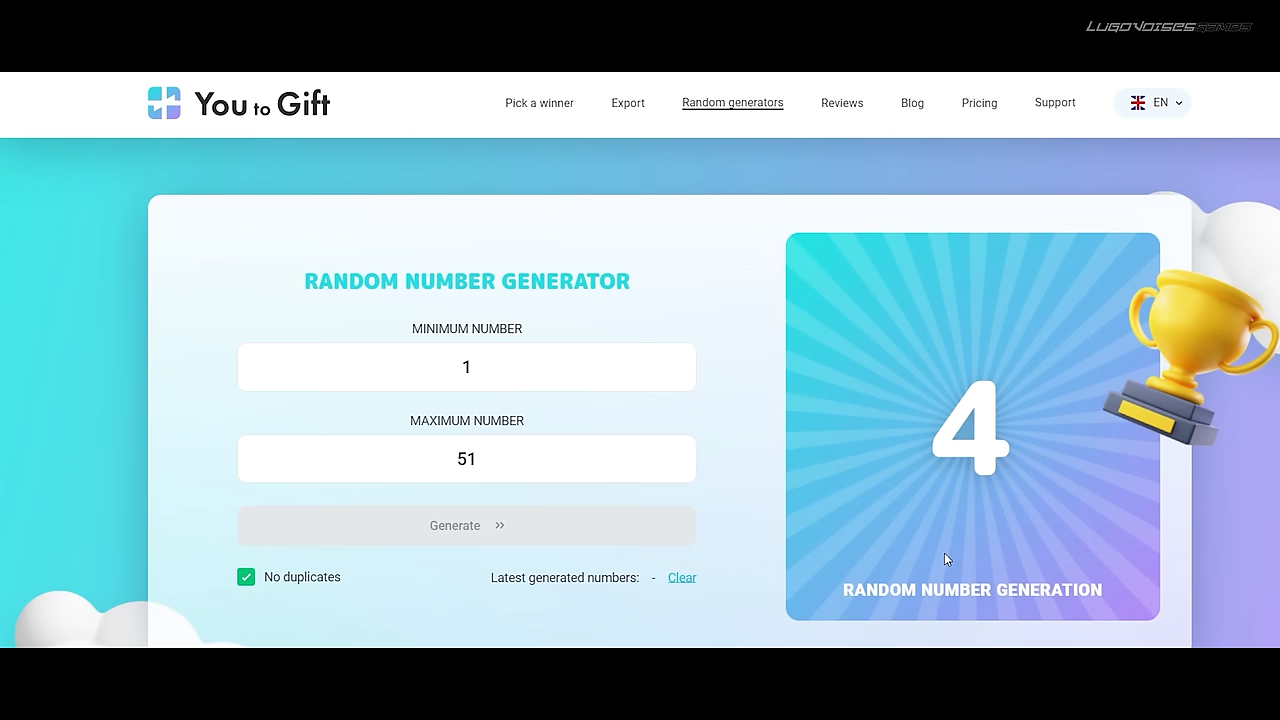 LugoVoisesGames
You to Gift
Pick a winner
Export
Random generators
Reviews
Blog
Pricing
Support
EN
RANDOM NUMBER GENERATOR
MINIMUM NUMBER
1
MAXIMUM NUMBER
51
Generate »
No duplicates
Latest generated numbers: - Clear
4
RANDOM NUMBER GENERATION